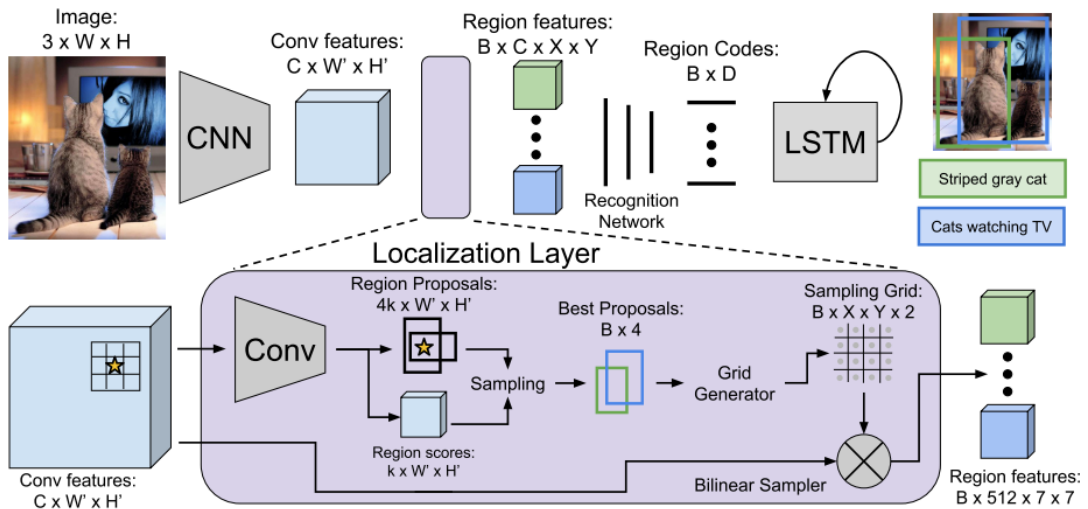 Image:
3 x W x H
CNN
Conv features:
C x W' x H'
Region features:
B x C x X x Y
Recognition
Network
Region Codes:
B x D
LSTM
Striped gray cat
Cats watching TV
Localization Layer
Conv features:
C x W' x H'
Conv
Region Proposals:
4k x W' x H'
Region scores:
k x W' x H'
Sampling
Best Proposals:
B x 4
Grid
Generator
Sampling Grid:
B x X x Y x 2
Bilinear Sampler
Region features:
B x 512 x 7 x 7